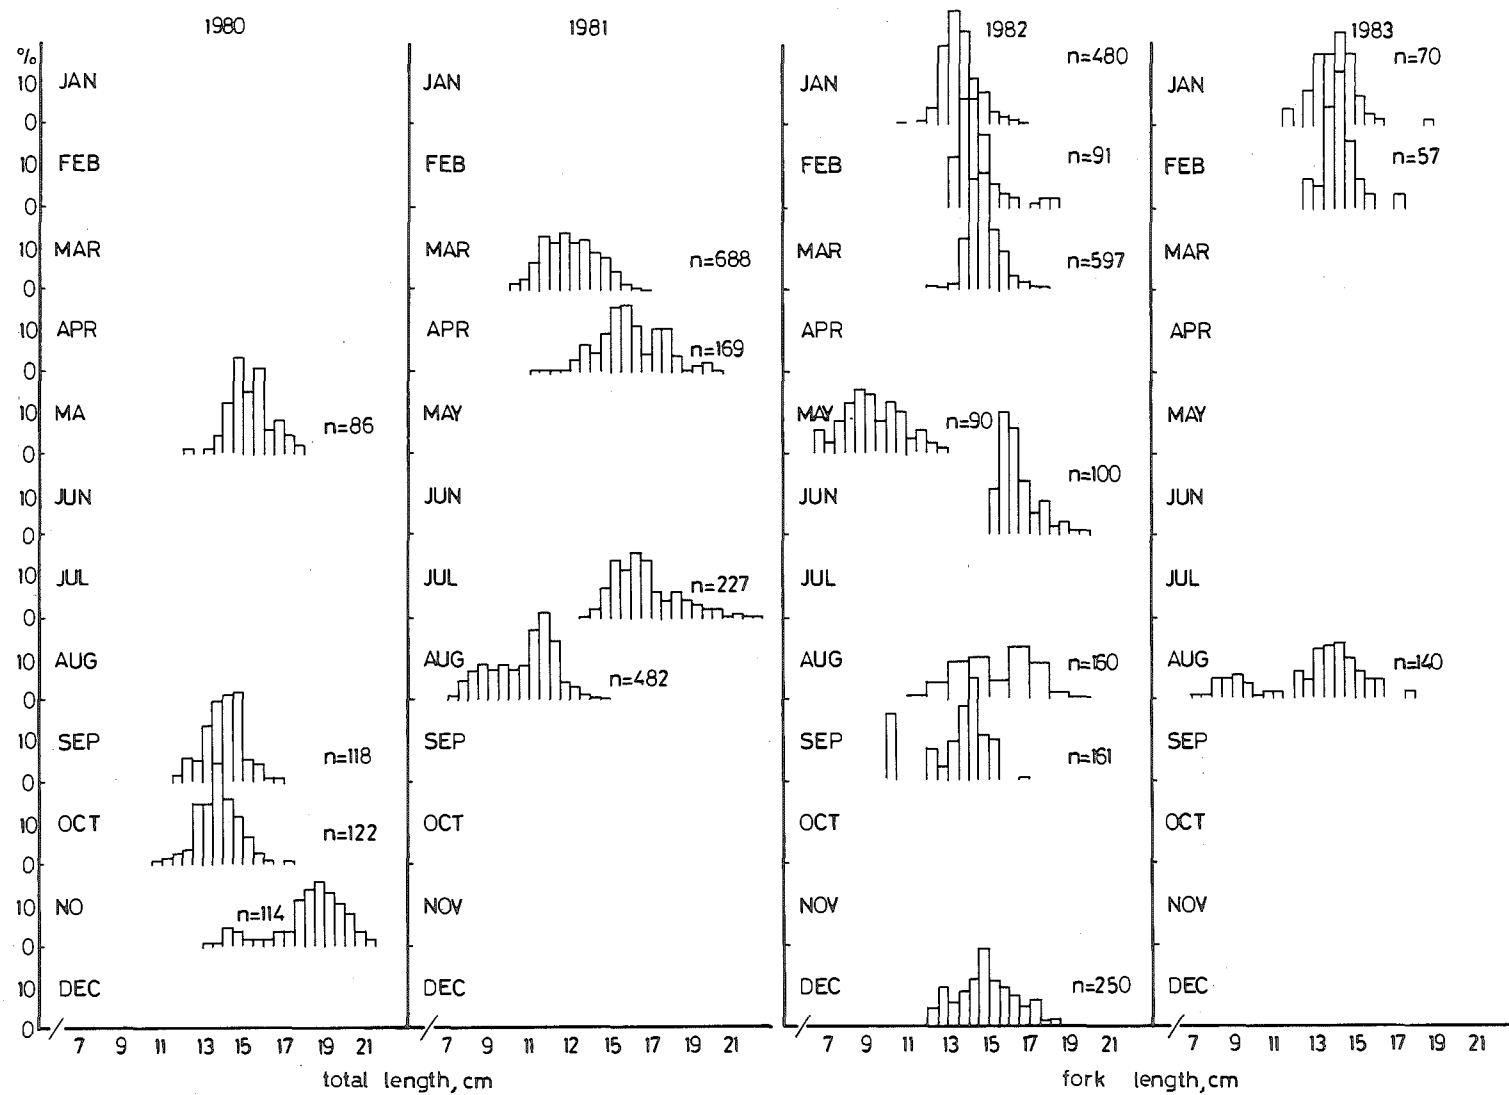 1980 1981 1982 1983
%
10 JAN JAN JAN n=480 JAN n=70
0
10 FEB FEB FEB n=91 FEB n=57
0
10 MAR MAR n=688 MAR n=597 MAR
0
10 APR APR n=169 APR APR
0
10 MA n=86 MAY MAY n=90 MAY
0
10 JUN JUN JUN n=100 JUN
0
10 JUL JUL n=227 JUL JUL
0
10 AUG AUG n=482 AUG n=160 AUG n=140
0
10 SEP n=118 SEP SEP n=161 SEP
0
10 OCT n=122 OCT OCT OCT
0
10 NO n=114 NOV NOV NOV
0
10 DEC DEC DEC n=250 DEC
0
7 9 11 13 15 17 19 21 7 9 11 12 15 17 19 21 7 9 11 13 15 17 19 21 7 9 11 13 15 17 19 21
total length, cm fork length, cm